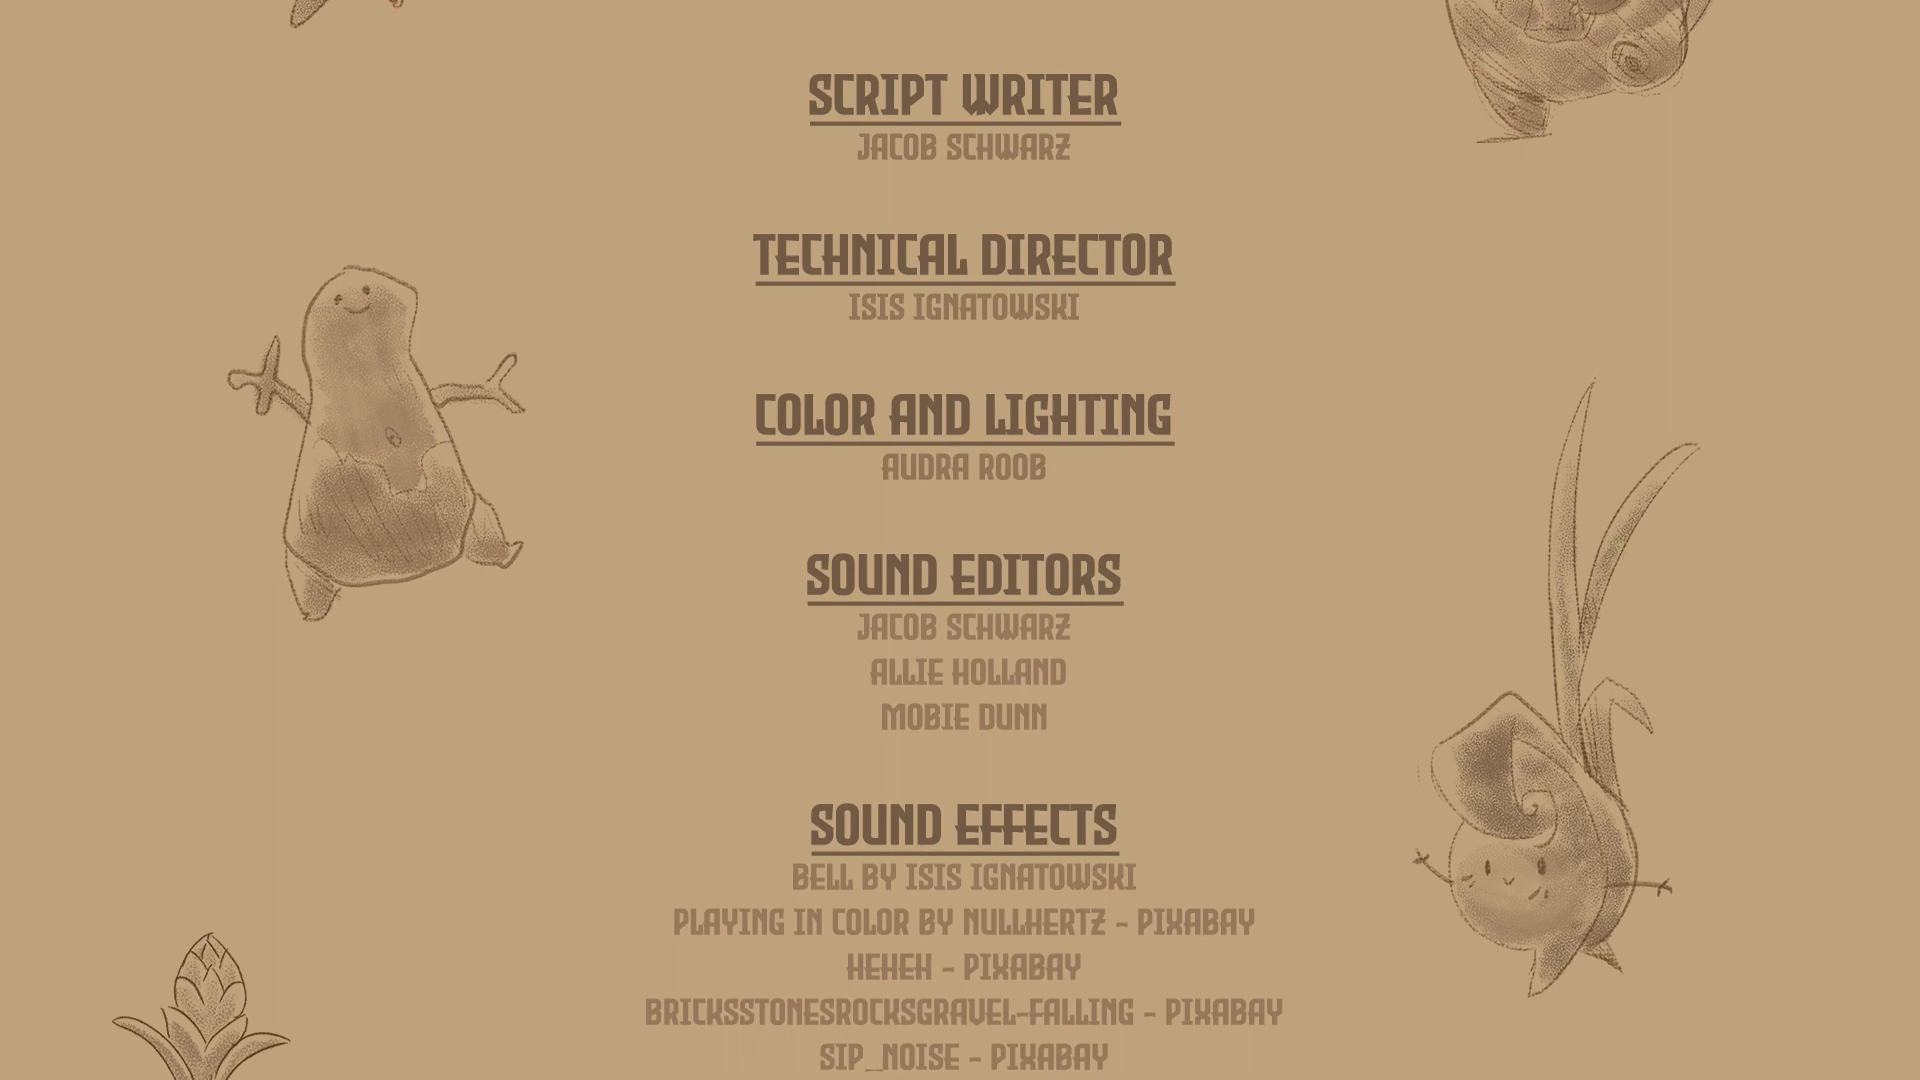 SCRIPT WRITER
JACOB SCHWARZ
TECHNICAL DIRECTOR
ISIS IGNATOWSKI
COLOR AND LIGHTING
AUDRA ROOB
SOUND EDITORS
JACOB SCHWARZ
ALLIE HOLLAND
MOBIE DUNN
SOUND EFFECTS
BELL BY ISIS IGNATOWSKI
PLAYING IN COLOR BY NULLHERTZ - PIXABAY
HEHEH - PIXABAY
BRICKSSTONESROCKSGRAVEL-FALLING - PIXABAY
SIP_NOISE - PIXABAY